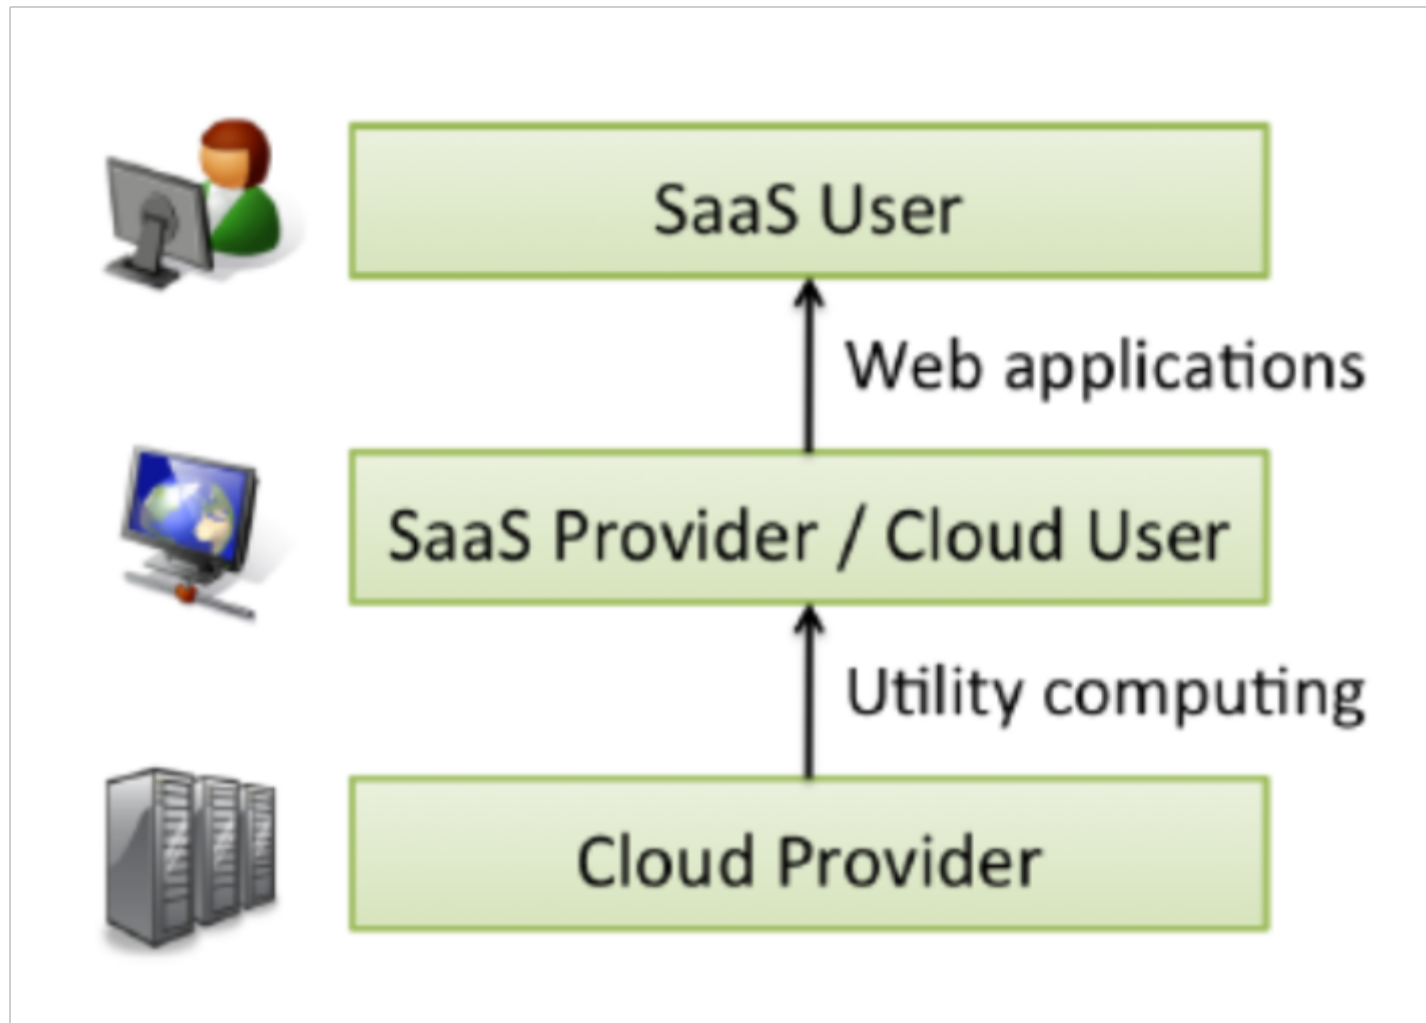 SaaS User
Web applications
SaaS Provider / Cloud User
Utility computing
Cloud Provider